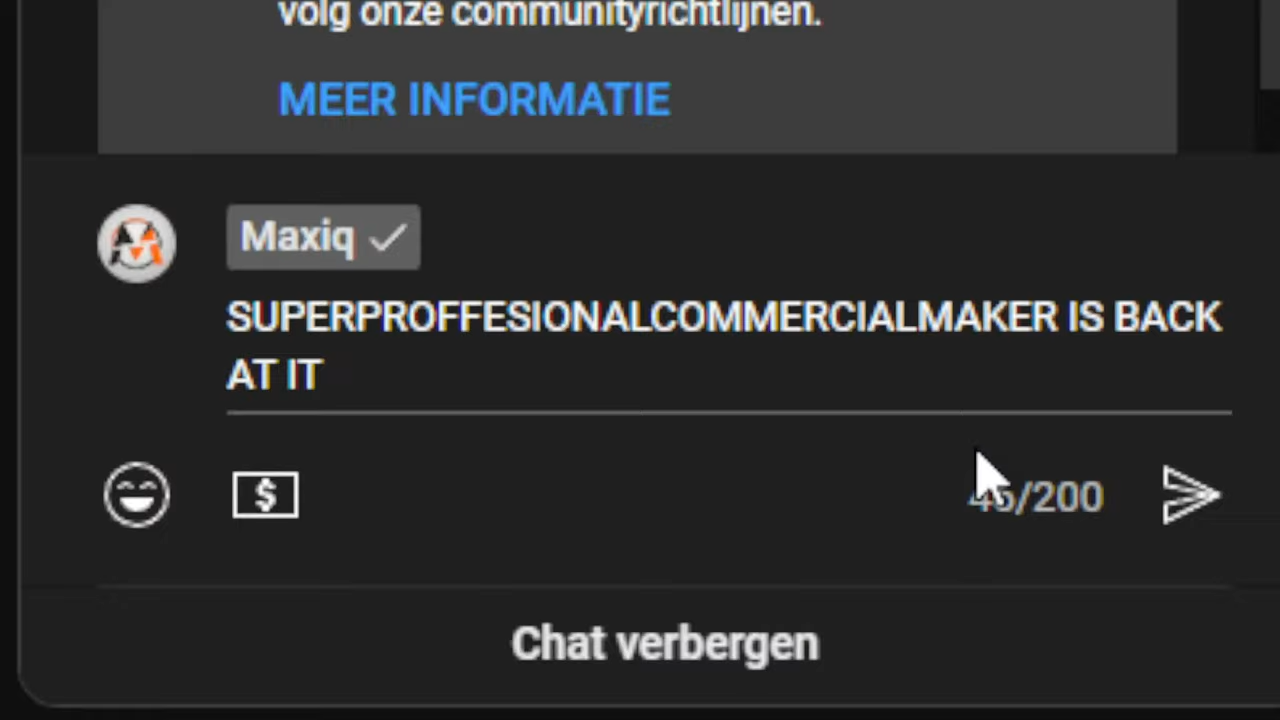 volg onze communityrichtlijnen.
MEER INFORMATIE
Maxiq
SUPERPROFFESIONALCOMMERCIALMAKER IS BACK
AT IT
/200
Chat verbergen